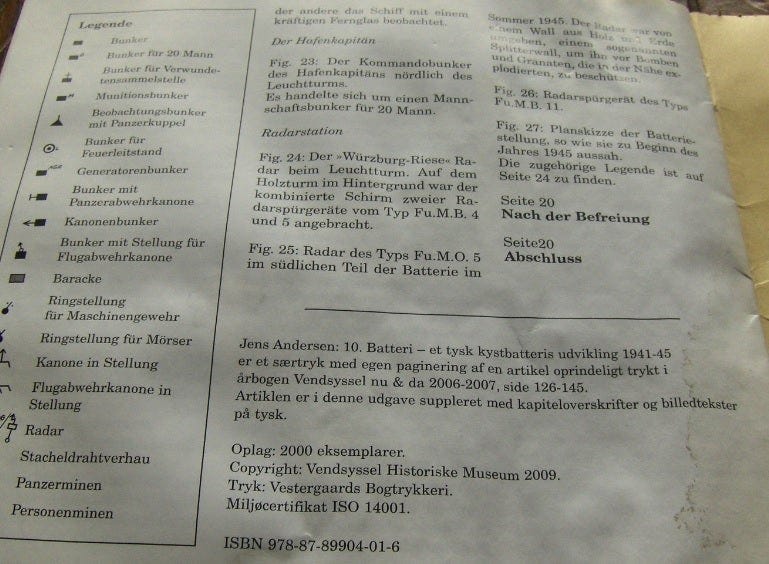 Legende
Bunker
Bunker für 20 Mann
Bunker für Verwunde-
tensammelstelle
Munitionsbunker
Beobachtungsbunker
mit Panzerkuppel
Bunker für
Feuerleitstand
Generatorenbunker
Bunker mit
Panzerabwehrkanone
Kanonenbunker
Bunker mit Stellung für
Flugabwehrkanone
Baracke
Ringstellung
für Maschinengewehr
Ringstellung für Mörser
Kanone in Stellung
Flugabwehrkanone in
Stellung
Radar
Stacheldrahtverhau
Panzerminen
Personenminen
der andere das Schiff mit einem
kräftigen Fernglas beobachtet.
Der Hafenkapitän
Fig. 23: Der Kommandobunker
des Hafenkapitäns nördlich des
Leuchtturms.
Es handelte sich um einen Mann-
schaftsbunker für 20 Mann.
Radarstation
Fig. 24: Der »Würzburg-Riese« Ra-
dar beim Leuchtturm. Auf dem
Holzturm im Hintergrund war der
kombinierte Schirm zweier Ra-
darspürgeräte vom Typ Fu.M.B. 4
und 5 angebracht.
Fig. 25: Radar des Typs Fu.M.O. 5
im südlichen Teil der Batterie im
Sommer 1945. Der Radar war von
einem Wall aus Holz und Erde
umgeben, einem sogenannten
Splitterwall, um ihn vor Bomben
und Granaten, die in der Nähe ex-
plodierten, zu beschützen.
Fig. 26: Radarspürgerät des Typs
Fu.M.B. 11.
Fig. 27: Planskizze der Batterie-
stellung, so wie sie zu Beginn des
Jahres 1945 aussah.
Die zugehörige Legende ist auf
Seite 24 zu finden.
Seite 20
Nach der Befreiung
Seite20
Abschluss
Jens Andersen: 10. Batteri – et tysk kystbatteris udvikling 1941-45
er et særtryk med egen paginering af en artikel oprindeligt trykt i
årbogen Vendsyssel nu & da 2006-2007, side 126-145.
Artiklen er i denne udgave suppleret med kapiteloverskrifter og billedtekster
på tysk.
Oplag: 2000 eksemplarer.
Copyright: Vendsyssel Historiske Museum 2009.
Tryk: Vestergaards Bogtrykkeri.
Miljøcertifikat ISO 14001.
ISBN 978-87-89904-01-6